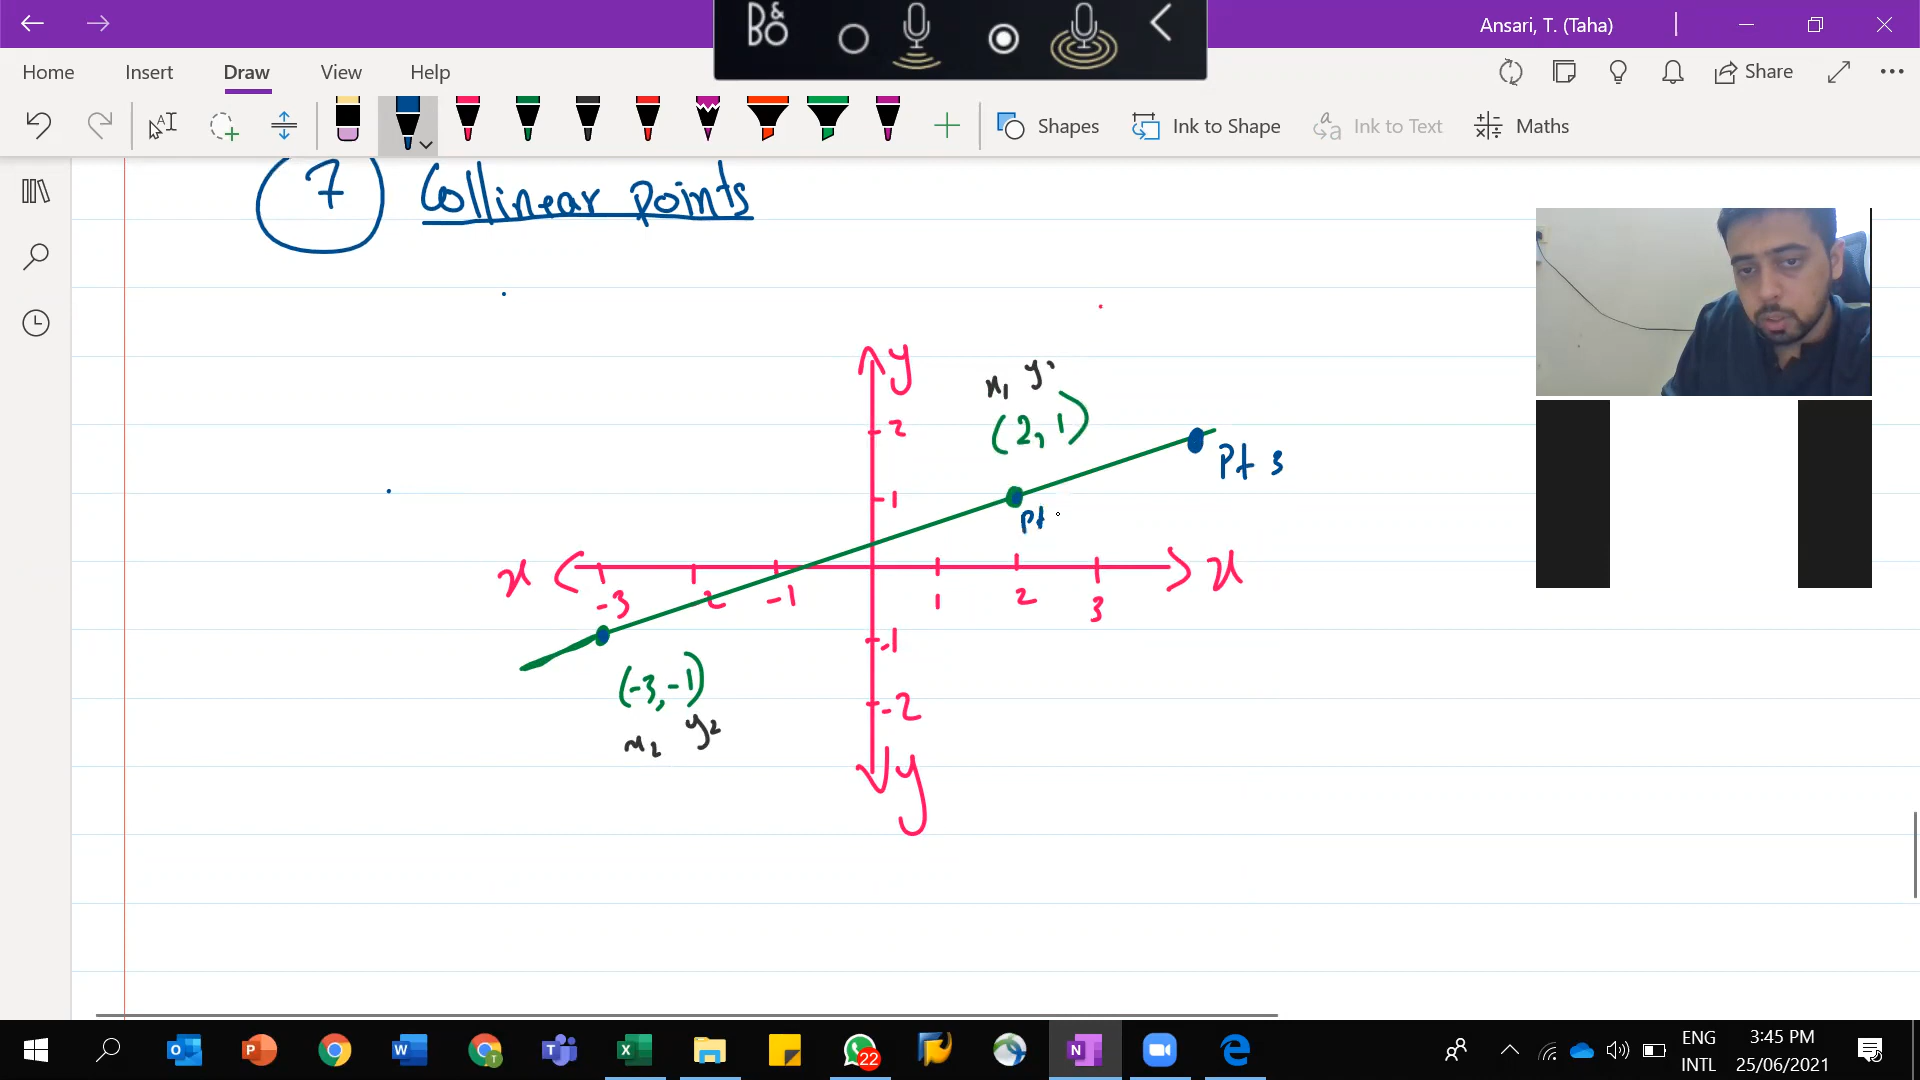 Ansari, T. (Taha)
B&O
Home Insert Draw View Help
Share
Shapes Ink to Shape Ink to Text Maths
7 Collinear points
y
x1 y1
(2, 1)
2
Pt 3
1
Pt
x x
-3 2 -1 1 2 3
-1
(-3, -1)
x2 y2
-2
y
22
ENG
INTL
3:45 PM
25/06/2021